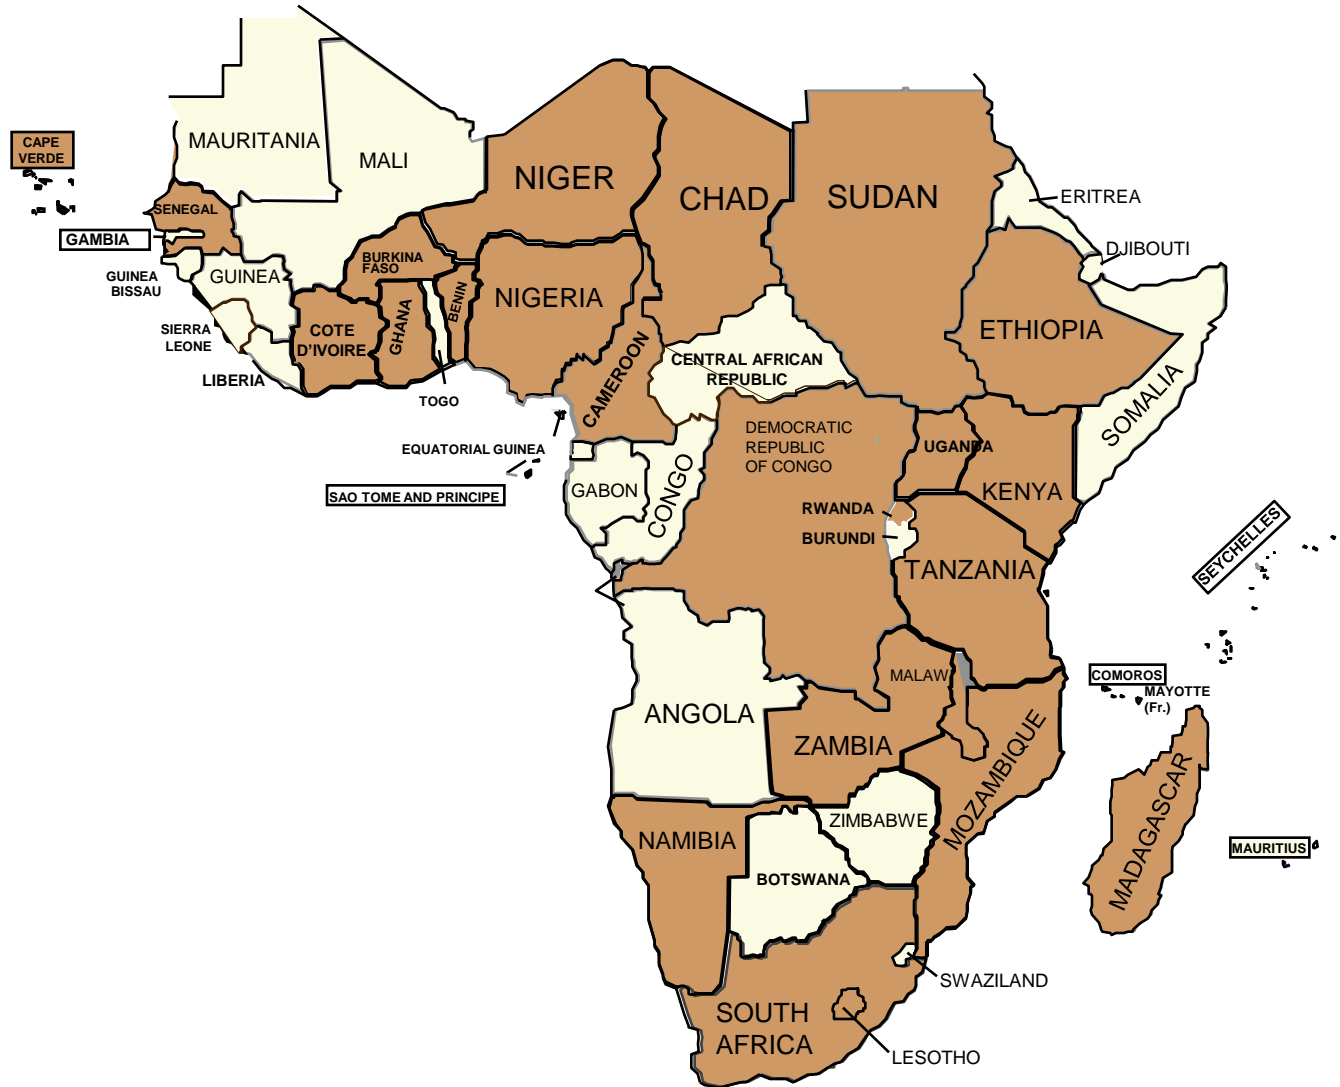 MAURITANIA
CAPE
VERDE
MALI
NIGER
CHAD
SUDAN
ERITREA
SENEGAL
GAMBIA
DJIBOUTI
BURKINA
FASO
GUINEA
GUINEA
BISSAU
NIGERIA
BENIN
GHANA
ETHIOPIA
COTE
D'IVOIRE
SIERRA
LEONE
CENTRAL AFRICAN
REPUBLIC
LIBERIA
CAMEROON
TOGO
SOMALIA
DEMOCRATIC
REPUBLIC
OF CONGO
UGANDA
EQUATORIAL GUINEA
KENYA
GABON
CONGO
SAO TOME AND PRINCIPE
RWANDA
BURUNDI
SEYCHELLES
TANZANIA
MALAW
COMOROS
MAYOTTE
(Fr.)
ANGOLA
ZAMBIA
MOZAMBIQUE
MADAGASCAR
ZIMBABWE
NAMIBIA
MAURITIUS
BOTSWANA
SWAZILAND
SOUTH
AFRICA
LESOTHO